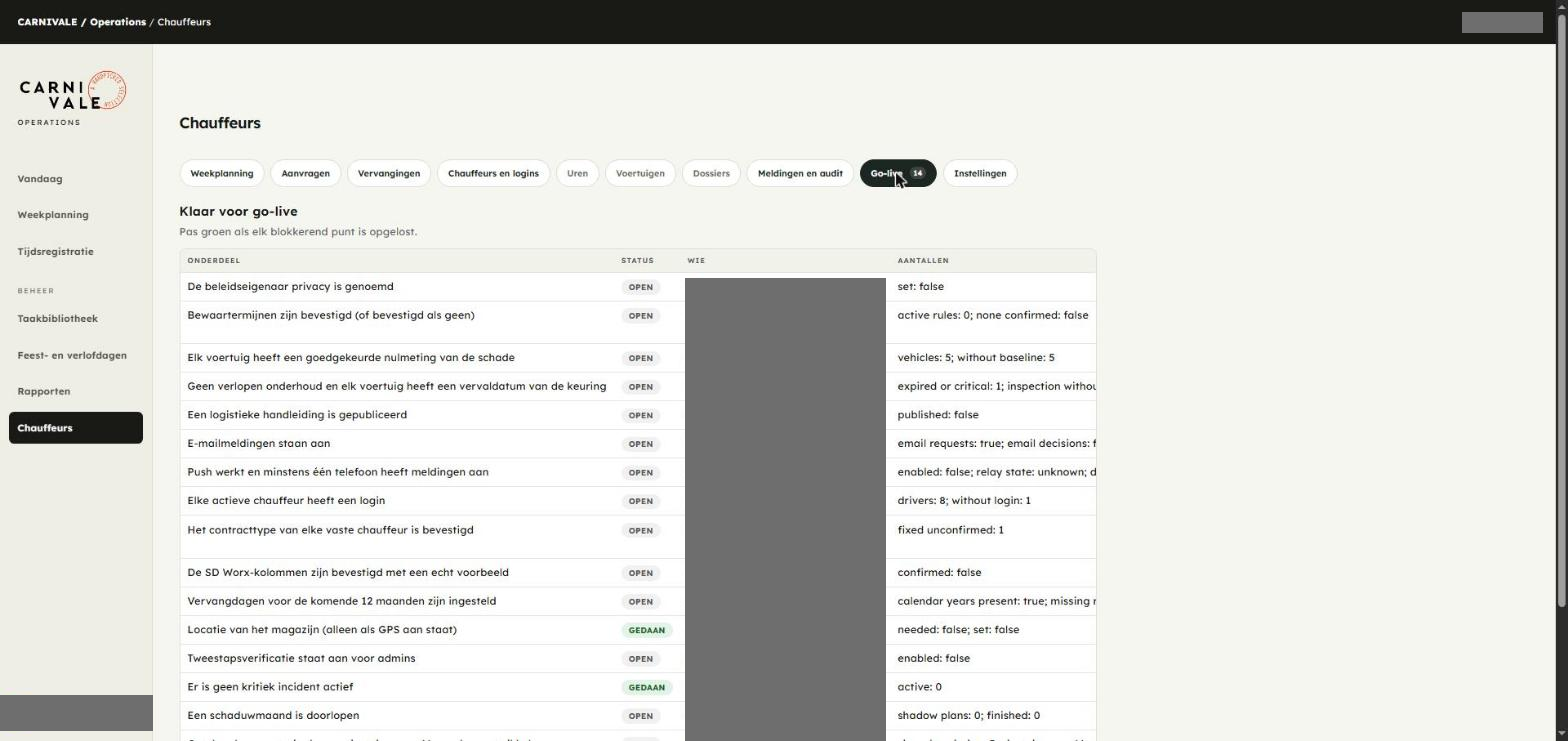 CARNIVALE / Operations / Chauffeurs
CARNI
VALE
A HANDPICKED SELECTION
OPERATIONS
Vandaag
Weekplanning
Tijdsregistratie
BEHEER
Taakbibliotheek
Feest- en verlofdagen
Rapporten
Chauffeurs
Chauffeurs
Weekplanning Aanvragen Vervangingen Chauffeurs en logins Uren Voertuigen Dossiers Meldingen en audit Go-live 14 Instellingen
Klaar voor go-live
Pas groen als elk blokkerend punt is opgelost.
ONDERDEEL STATUS WIE AANTALLEN
De beleidseigenaar privacy is genoemd OPEN set: false
Bewaartermijnen zijn bevestigd (of bevestigd als geen) OPEN active rules: 0; none confirmed: false
Elk voertuig heeft een goedgekeurde nulmeting van de schade OPEN vehicles: 5; without baseline: 5
Geen verlopen onderhoud en elk voertuig heeft een vervaldatum van de keuring OPEN expired or critical: 1; inspection withou
Een logistieke handleiding is gepubliceerd OPEN published: false
E-mailmeldingen staan aan OPEN email requests: true; email decisions: f
Push werkt en minstens één telefoon heeft meldingen aan OPEN enabled: false; relay state: unknown; d
Elke actieve chauffeur heeft een login OPEN drivers: 8; without login: 1
Het contracttype van elke vaste chauffeur is bevestigd OPEN fixed unconfirmed: 1
De SD Worx-kolommen zijn bevestigd met een echt voorbeeld OPEN confirmed: false
Vervangdagen voor de komende 12 maanden zijn ingesteld OPEN calendar years present: true; missing r
Locatie van het magazijn (alleen als GPS aan staat) GEDAAN needed: false; set: false
Tweestapsverificatie staat aan voor admins OPEN enabled: false
Er is geen kritiek incident actief GEDAAN active: 0
Een schaduwmaand is doorlopen OPEN shadow plans: 0; finished: 0